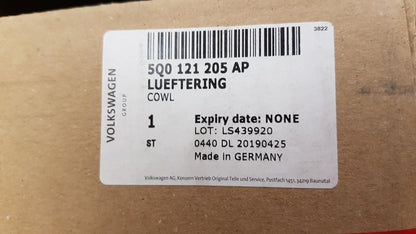 3822
VOLKSWAGEN
GROUP
5Q0 121 205 AP
LUEFTERING
COWL
1 Expiry date: NONE
LOT: LS439920
ST 0440 DL 20190425
Made in GERMANY
Volkswagen AG, Konzern Vertrieb Original Teile und Service, Postfach 1451, 34219 Baunatal